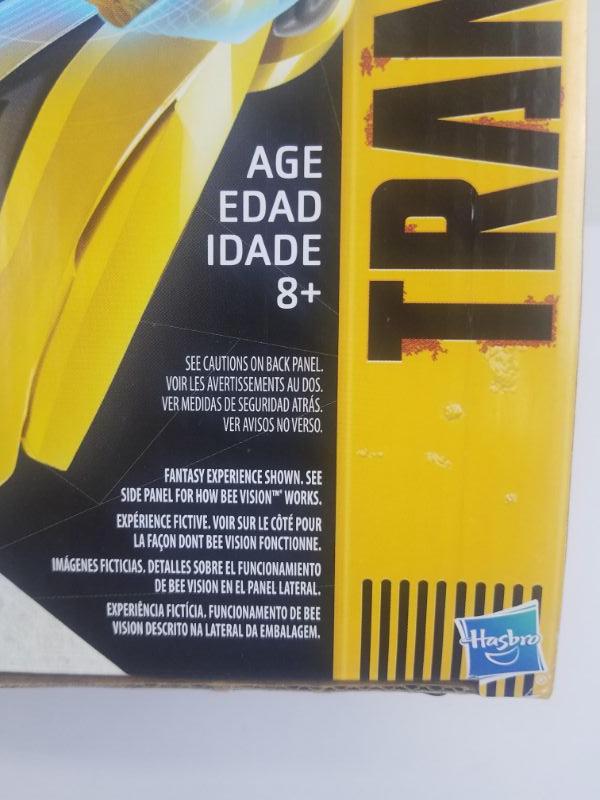 AGE
EDAD
IDADE
8+
SEE CAUTIONS ON BACK PANEL.
VOIR LES AVERTISSEMENTS AU DOS.
VER MEDIDAS DE SEGURIDAD ATRÁS.
VER AVISOS NO VERSO.
FANTASY EXPERIENCE SHOWN. SEE
SIDE PANEL FOR HOW BEE VISION™ WORKS.
EXPÉRIENCE FICTIVE. VOIR SUR LE CÔTÉ POUR
LA FAÇON DONT BEE VISION FONCTIONNE.
IMÁGENES FICTICIAS. DETALLES SOBRE EL FUNCIONAMIENTO
DE BEE VISION EN EL PANEL LATERAL.
EXPERIÊNCIA FICTÍCIA. FUNCIONAMENTO DE BEE
VISION DESCRITO NA LATERAL DA EMBALAGEM.
TRAN
Hasbro
®